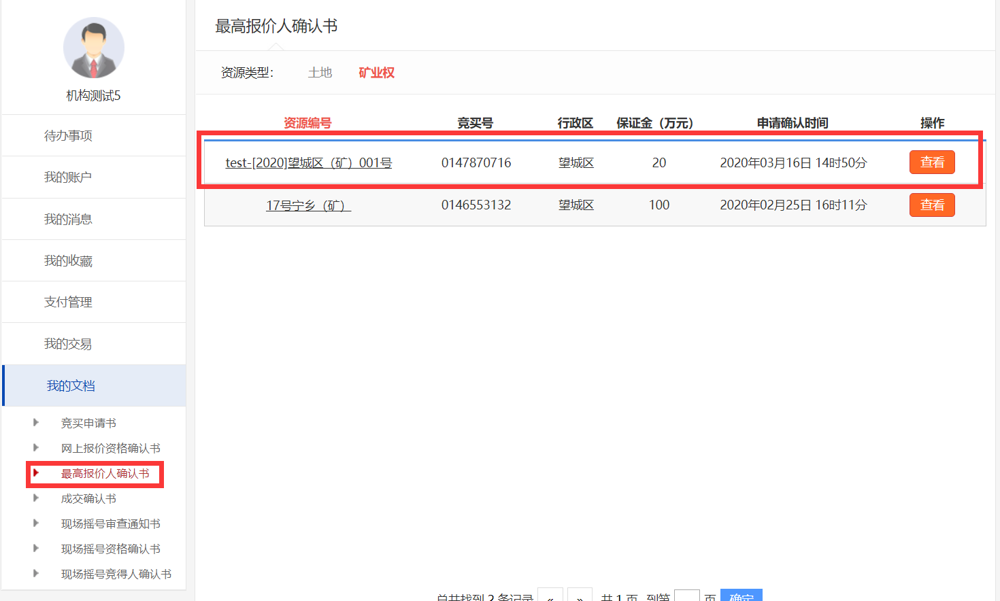 机构测试5
待办事项
我的账户
我的消息
我的收藏
支付管理
我的交易
我的文档
竞买申请书
网上报价资格确认书
最高报价人确认书
成交确认书
现场摇号审查通知书
现场摇号资格确认书
现场摇号竞得人确认书
最高报价人确认书
资源类型： 土地 矿业权
资源编号 竞买号 行政区 保证金（万元） 申请确认时间 操作
test-[2020]望城区（矿）001号 0147870716 望城区 20 2020年03月16日 14时50分 查看
17号宁乡（矿） 0146553132 望城区 100 2020年02月25日 16时11分 查看
总共找到 2 条记录 « » 共 1 页 到第 页 确定